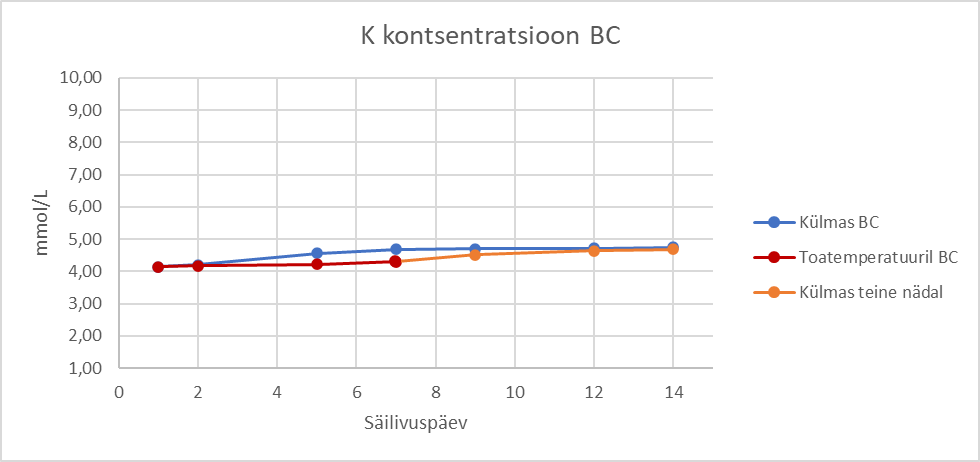 K kontsentratsioon BC
10,00
9,00
8,00
7,00
6,00
5,00
4,00
3,00
2,00
1,00
mmol/L
0 2 4 6 8 10 12 14
Säilivuspäev
Külmas BC
Toatemperatuuril BC
Külmas teine nädal